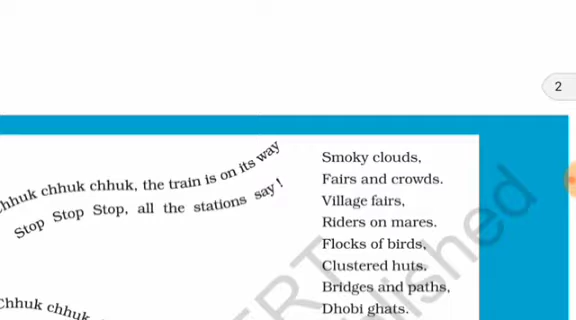 2
chhuk chhuk chhuk, the train is on its way
Stop Stop Stop, all the stations say!
Chhuk chhuk
Smoky clouds,
Fairs and crowds.
Village fairs,
Riders on mares.
Flocks of birds,
Clustered huts,
Bridges and paths,
Dhobi ghats.